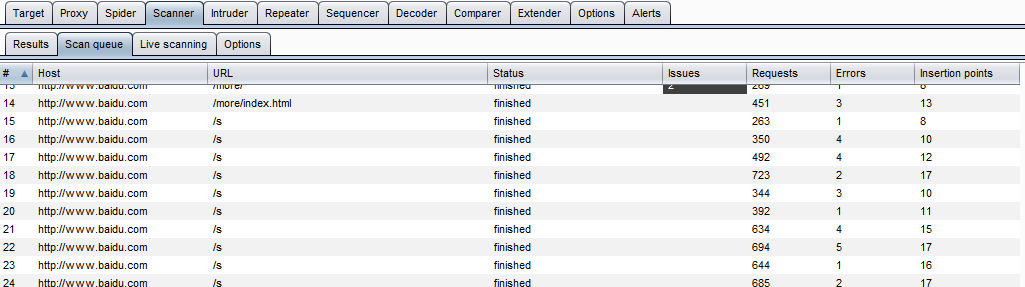 Target Proxy Spider Scanner Intruder Repeater Sequencer Decoder Comparer Extender Options Alerts
Results Scan queue Live scanning Options
# Host URL Status Issues Requests Errors Insertion points
13 http://www.baidu.com /more/ finished 2 269 1 8
14 http://www.baidu.com /more/index.html finished 451 3 13
15 http://www.baidu.com /s finished 263 1 8
16 http://www.baidu.com /s finished 350 4 10
17 http://www.baidu.com /s finished 492 4 12
18 http://www.baidu.com /s finished 723 2 17
19 http://www.baidu.com /s finished 344 3 10
20 http://www.baidu.com /s finished 392 1 11
21 http://www.baidu.com /s finished 634 4 15
22 http://www.baidu.com /s finished 694 5 17
23 http://www.baidu.com /s finished 644 1 16
24 http://www.baidu.com /s finished 685 2 17